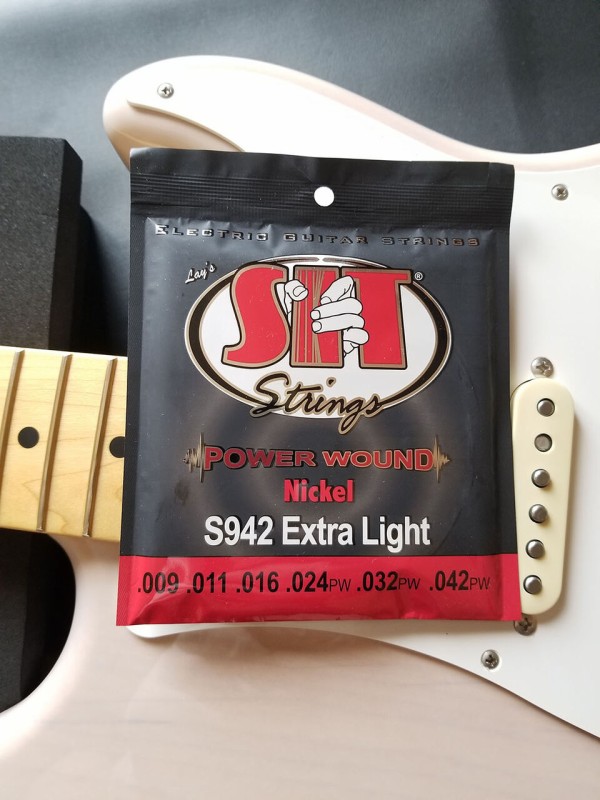 ELECTRIC GUITAR STRINGS
Lay's
SIT®
Strings
POWER WOUND
Nickel
S942 Extra Light
.009 .011 .016 .024PW .032PW .042PW